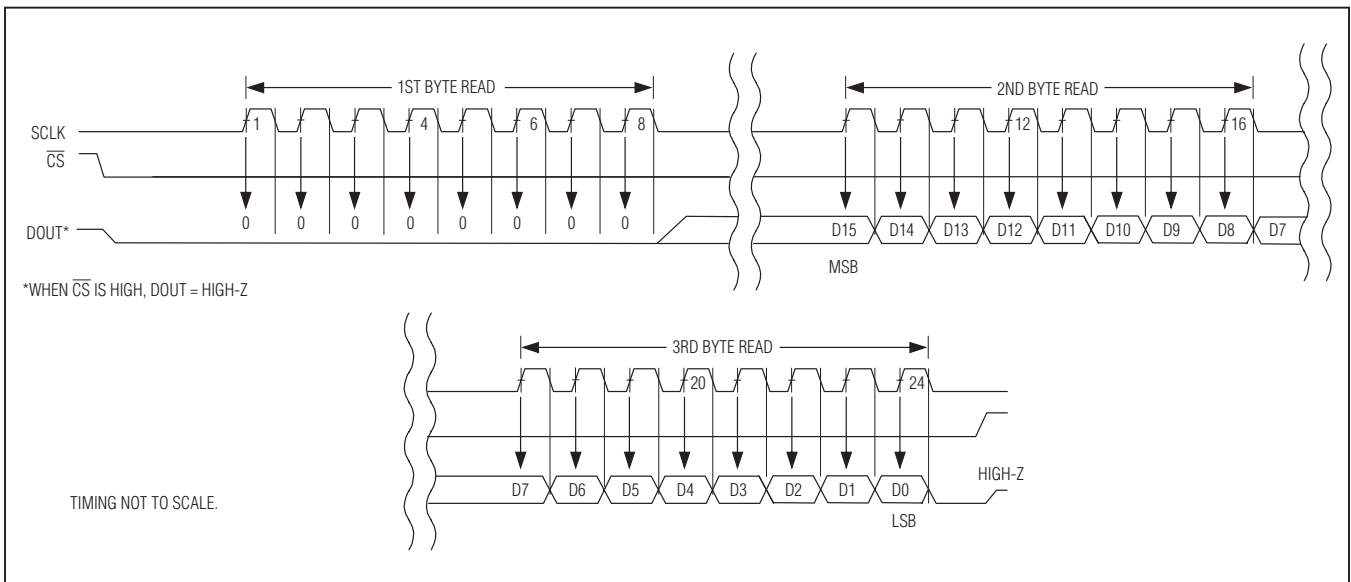 1ST BYTE READ
2ND BYTE READ
SCLK 1 4 6 8 12 16
CS
0 0 0 0 0 0 0 0
DOUT* D15 D14 D13 D12 D11 D10 D9 D8 D7
MSB
*WHEN CS IS HIGH, DOUT = HIGH-Z
3RD BYTE READ
20 24
HIGH-Z
D7 D6 D5 D4 D3 D2 D1 D0
TIMING NOT TO SCALE.
LSB